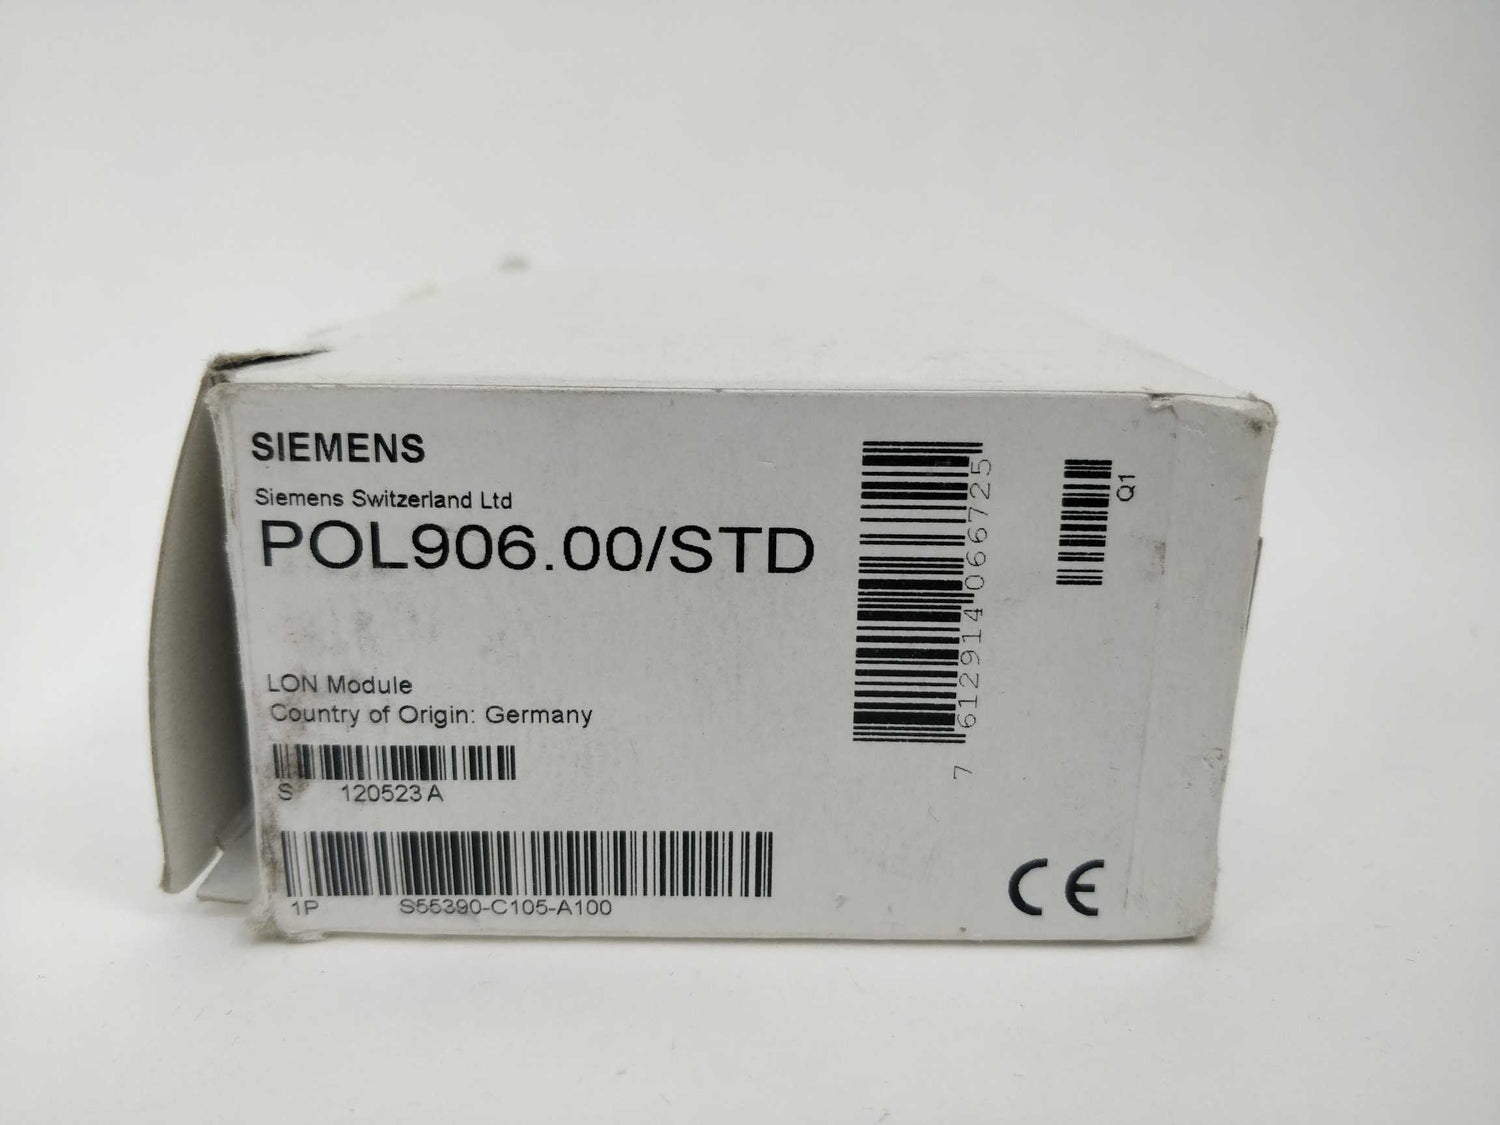 SIEMENS
Siemens Switzerland Ltd
POL906.00/STD
LON Module
Country of Origin: Germany
S 120523A
1P S55390-C105-A100
7 612914 066725
Q1
CE